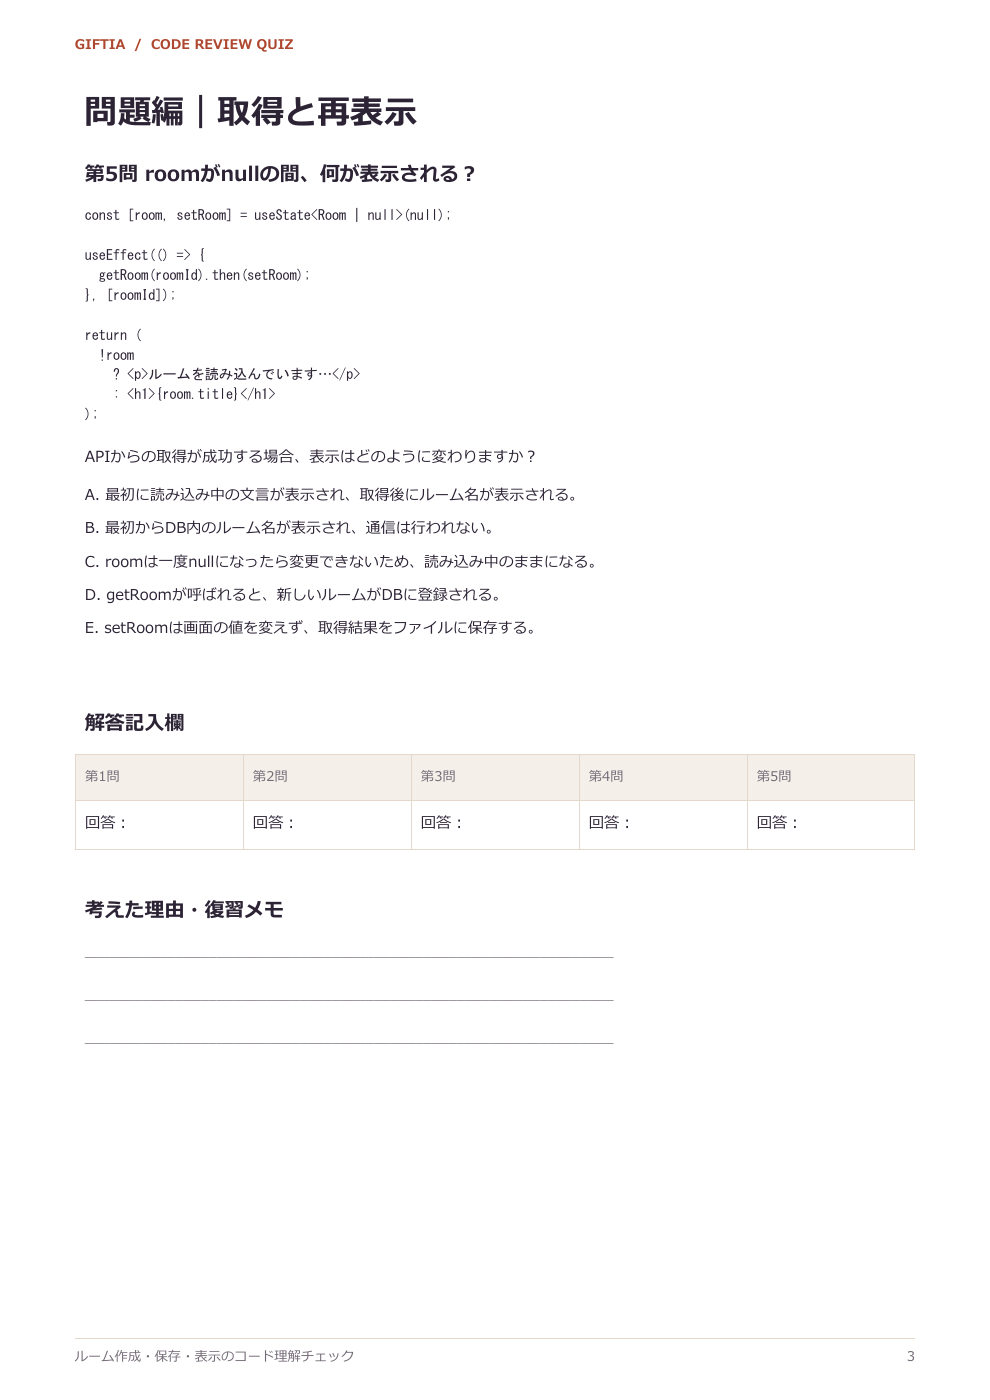 GIFTIA / CODE REVIEW QUIZ
問題編｜取得と再表示
第5問 roomがnullの間、何が表示される？
const [room, setRoom] = useState<Room | null>(null);
useEffect(() => {
  getRoom(roomId).then(setRoom);
}, [roomId]);
return (
  !room
    ? <p>ルームを読み込んでいます…</p>
    : <h1>{room.title}</h1>
);
APIからの取得が成功する場合、表示はどのように変わりますか？
A. 最初に読み込み中の文言が表示され、取得後にルーム名が表示される。
B. 最初からDB内のルーム名が表示され、通信は行われない。
C. roomは一度nullになったら変更できないため、読み込み中のままになる。
D. getRoomが呼ばれると、新しいルームがDBに登録される。
E. setRoomは画面の値を変えず、取得結果をファイルに保存する。
解答記入欄
第1問 第2問 第3問 第4問 第5問
回答： 回答： 回答： 回答： 回答：
考えた理由・復習メモ
ルーム作成・保存・表示のコード理解チェック 3